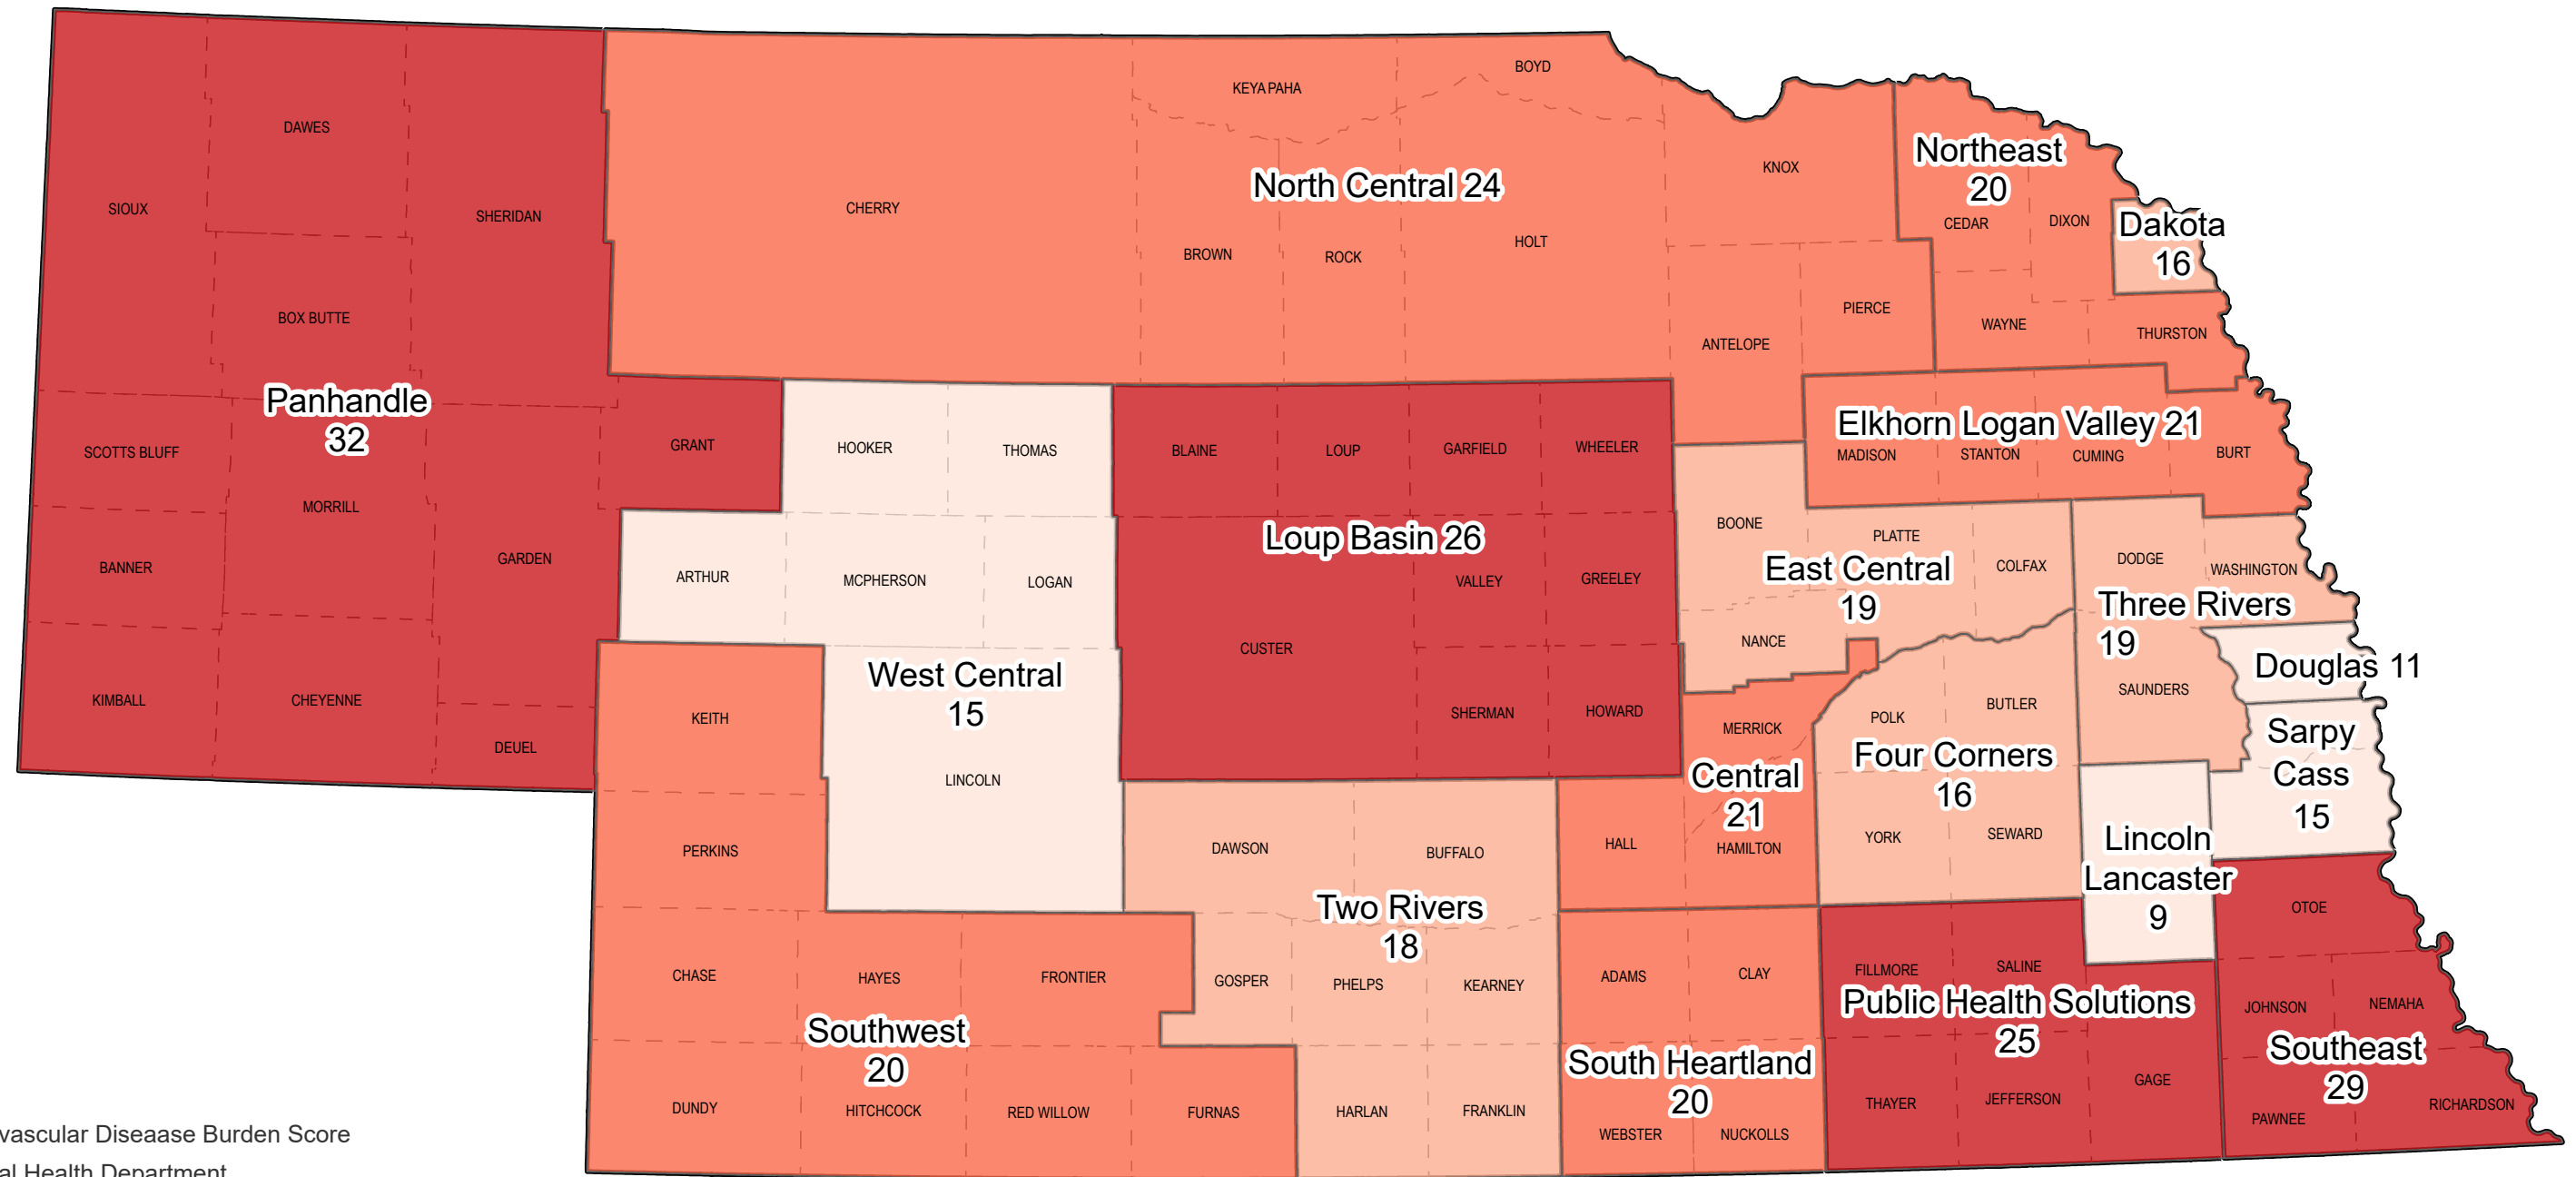 BOYD
KEYA PAHA
DAWES
Northeast
20
KNOX
North Central 24
CHERRY
SIOUX
SHERIDAN
CEDAR
DIXON
Dakota
16
HOLT
BROWN
ROCK
PIERCE
BOX BUTTE
WAYNE
THURSTON
ANTELOPE
Panhandle
32
Elkhorn Logan Valley 21
MADISON
STANTON
CUMING
BURT
SCOTTS BLUFF
GRANT
HOOKER
THOMAS
BLAINE
LOUP
GARFIELD
WHEELER
MORRILL
BOONE
PLATTE
Loup Basin 26
GARDEN
BANNER
ARTHUR
MCPHERSON
LOGAN
VALLEY
GREELEY
East Central
19
COLFAX
DODGE
WASHINGTON
Three Rivers
19
NANCE
CUSTER
Douglas 11
West Central
15
KIMBALL
CHEYENNE
KEITH
SHERMAN
HOWARD
MERRICK
POLK
BUTLER
SAUNDERS
Sarpy
Cass
15
DEUEL
LINCOLN
Central
21
Four Corners
16
PERKINS
DAWSON
BUFFALO
HALL
HAMILTON
YORK
SEWARD
Lincoln
Lancaster
9
Two Rivers
18
OTOE
CHASE
HAYES
FRONTIER
GOSPER
PHELPS
KEARNEY
ADAMS
CLAY
FILLMORE
SALINE
Public Health Solutions
25
JOHNSON
NEMAHA
Southwest
20
South Heartland
20
Southeast
29
DUNDY
HITCHCOCK
RED WILLOW
FURNAS
HARLAN
FRANKLIN
WEBSTER
NUCKOLLS
THAYER
JEFFERSON
GAGE
PAWNEE
RICHARDSON
vascular Diseaase Burden Score
al Health Department